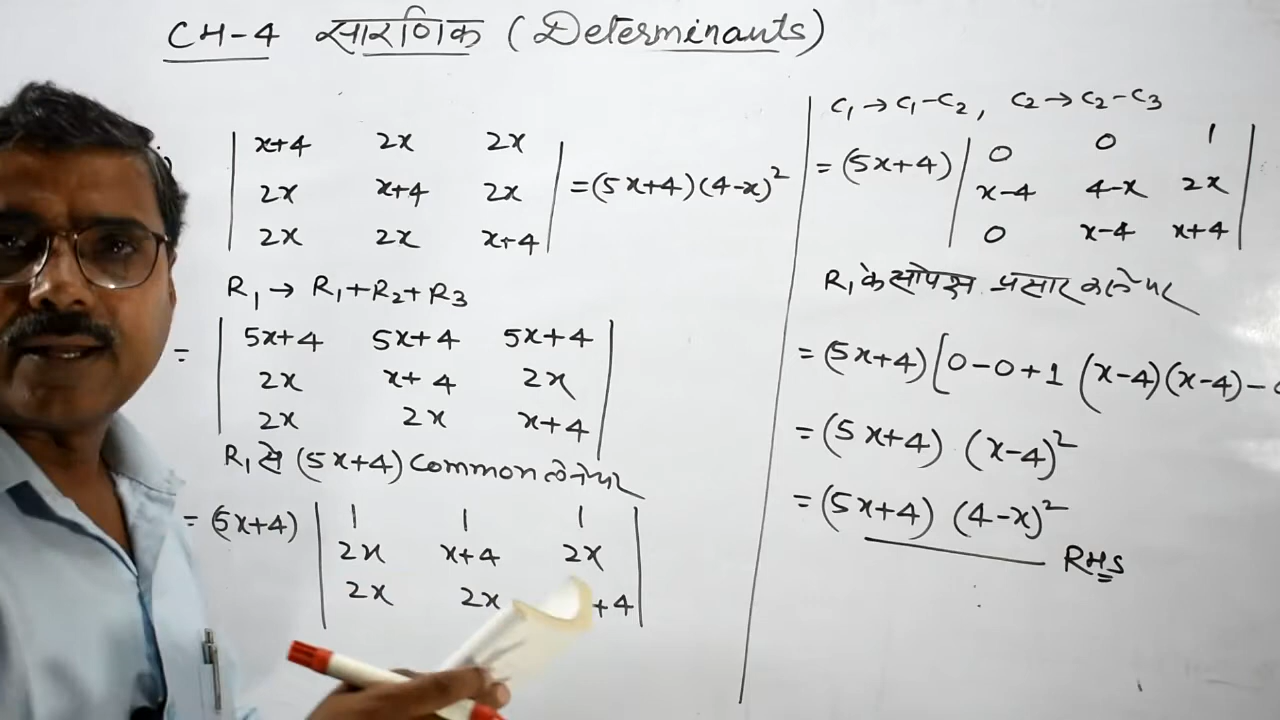 CH-4 सारणिक (Determinants)
| x+4 2x 2x |
| 2x x+4 2x | = (5x+4)(4-x)²
| 2x 2x x+4 |
R₁ → R₁+R₂+R₃
| 5x+4 5x+4 5x+4 |
= | 2x x+4 2x |
| 2x 2x x+4 |
R₁ से (5x+4) Common लेने पर
= (5x+4) | 1 1 1 |
| 2x x+4 2x |
| 2x 2x +4 |
C₁ → C₁-C₂, C₂ → C₂-C₃
= (5x+4) | 0 0 1 |
| x-4 4-x 2x |
| 0 x-4 x+4 |
R₁ के सापेक्ष प्रसार करने पर
= (5x+4) [0-0+1 (x-4)(x-4)-
= (5x+4) (x-4)²
= (5x+4) (4-x)²
RHS